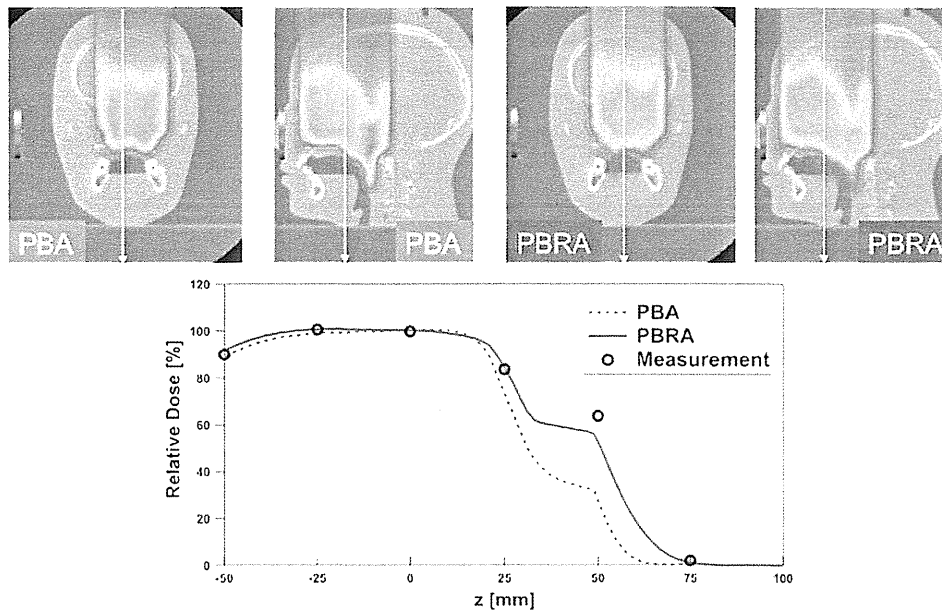 PBA
PBA
PBRA
PBRA
120
100
80
60
40
20
0
Relative Dose [%]
PBA
PBRA
Measurement
-50
-25
0
25
50
75
100
z [mm]